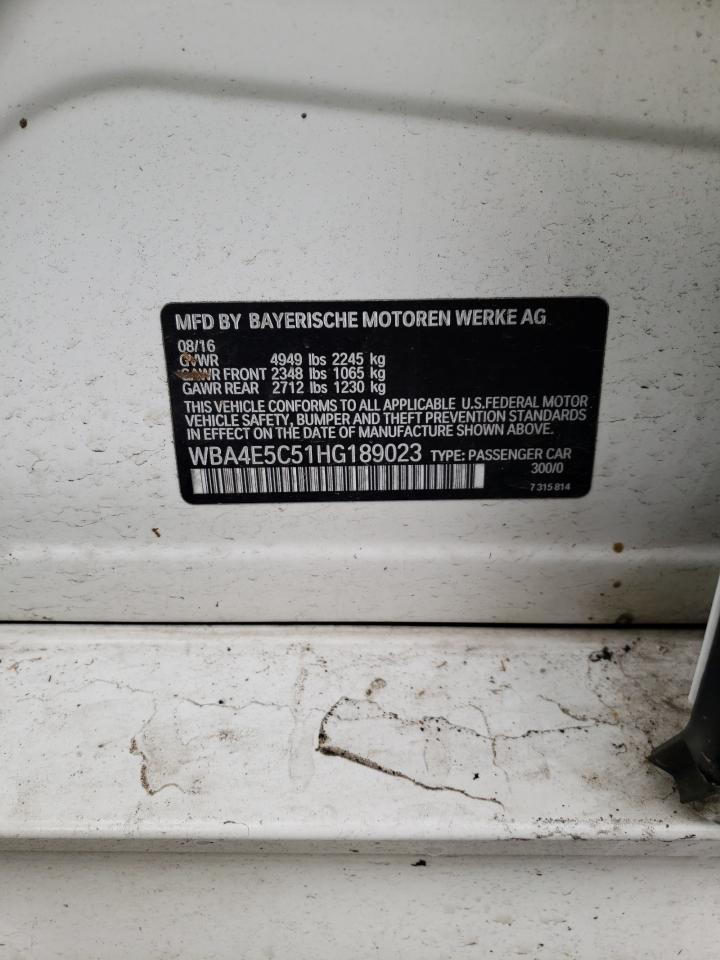 MFD BY BAYERISCHE MOTOREN WERKE AG
08/16
GVWR 4949 lbs 2245 kg
GAWR FRONT 2348 lbs 1065 kg
GAWR REAR 2712 lbs 1230 kg
THIS VEHICLE CONFORMS TO ALL APPLICABLE U.S.FEDERAL MOTOR
VEHICLE SAFETY, BUMPER AND THEFT PREVENTION STANDARDS
IN EFFECT ON THE DATE OF MANUFACTURE SHOWN ABOVE.
WBA4E5C51HG189023 TYPE: PASSENGER CAR
300/0
7 315 814